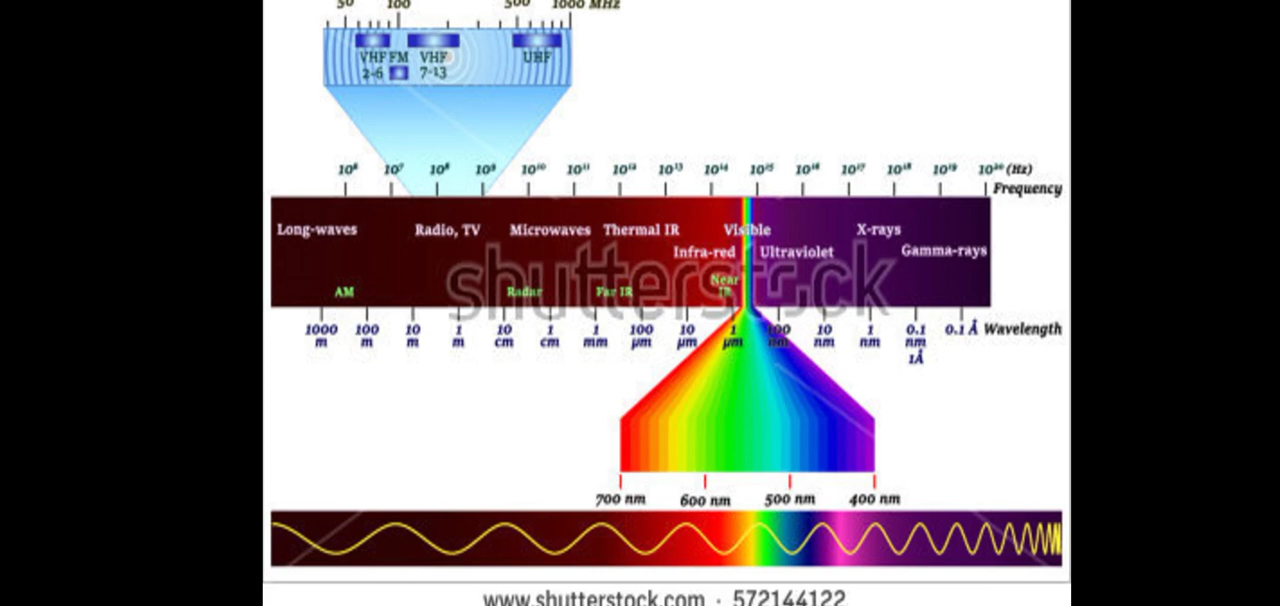 50 100 500 1000 MHz
VHF FM VHF UHF
2-6 7-13
10⁶ 10⁷ 10⁸ 10⁹ 10¹⁰ 10¹¹ 10¹² 10¹³ 10¹⁴ 10¹⁵ 10¹⁶ 10¹⁷ 10¹⁸ 10¹⁹ 10²⁰ (Hz)
Frequency
Long-waves Radio, TV Microwaves Thermal IR Visible X-rays
Infra-red Ultraviolet Gamma-rays
shutterstock
Near
AM Radar Far IR IR
1000 100 10 1 10 1 1 100 10 1 100 10 1 0.1 0.1 Å Wavelength
m m m m cm cm mm µm µm µm nm nm nm nm
1Å
700 nm 600 nm 500 nm 400 nm
www.shutterstock.com · 572144122